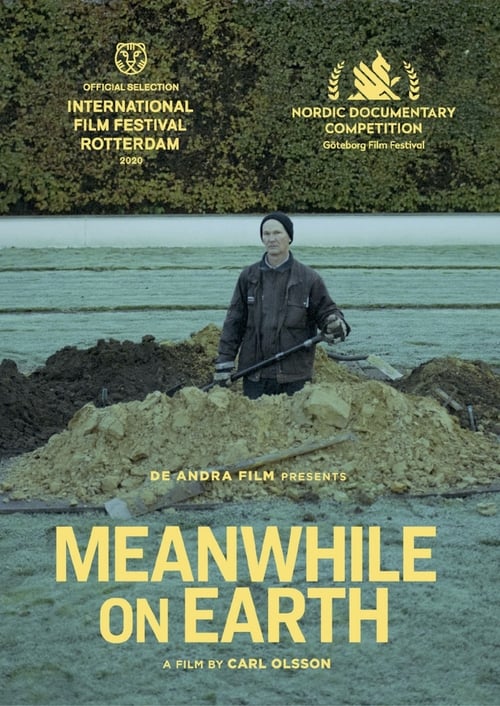 OFFICIAL SELECTION
INTERNATIONAL
FILM FESTIVAL
ROTTERDAM
2020
NORDIC DOCUMENTARY
COMPETITION
Göteborg Film Festival
DE ANDRA FILM PRESENTS
MEANWHILE
ON EARTH
A FILM BY CARL OLSSON